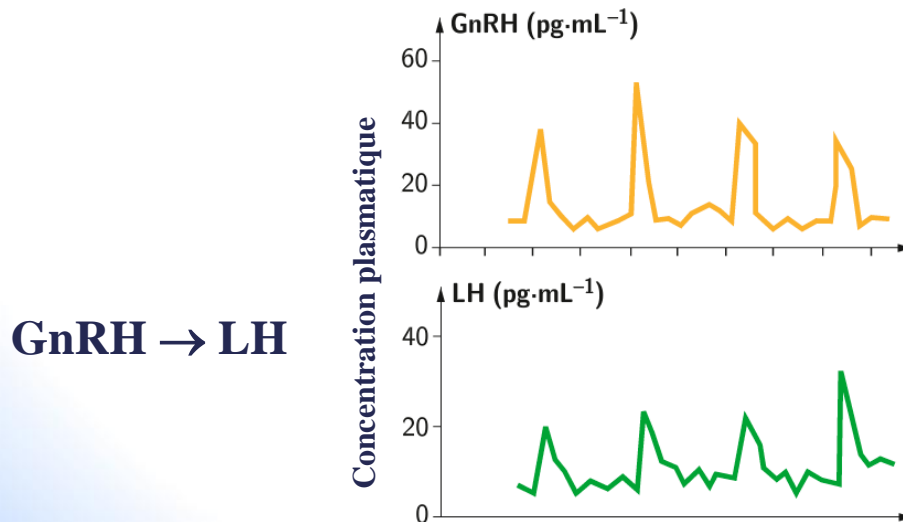 GnRH (pg·mL⁻¹)
60
40
20
0
Concentration plasmatique
GnRH → LH
LH (pg·mL⁻¹)
40
20
0